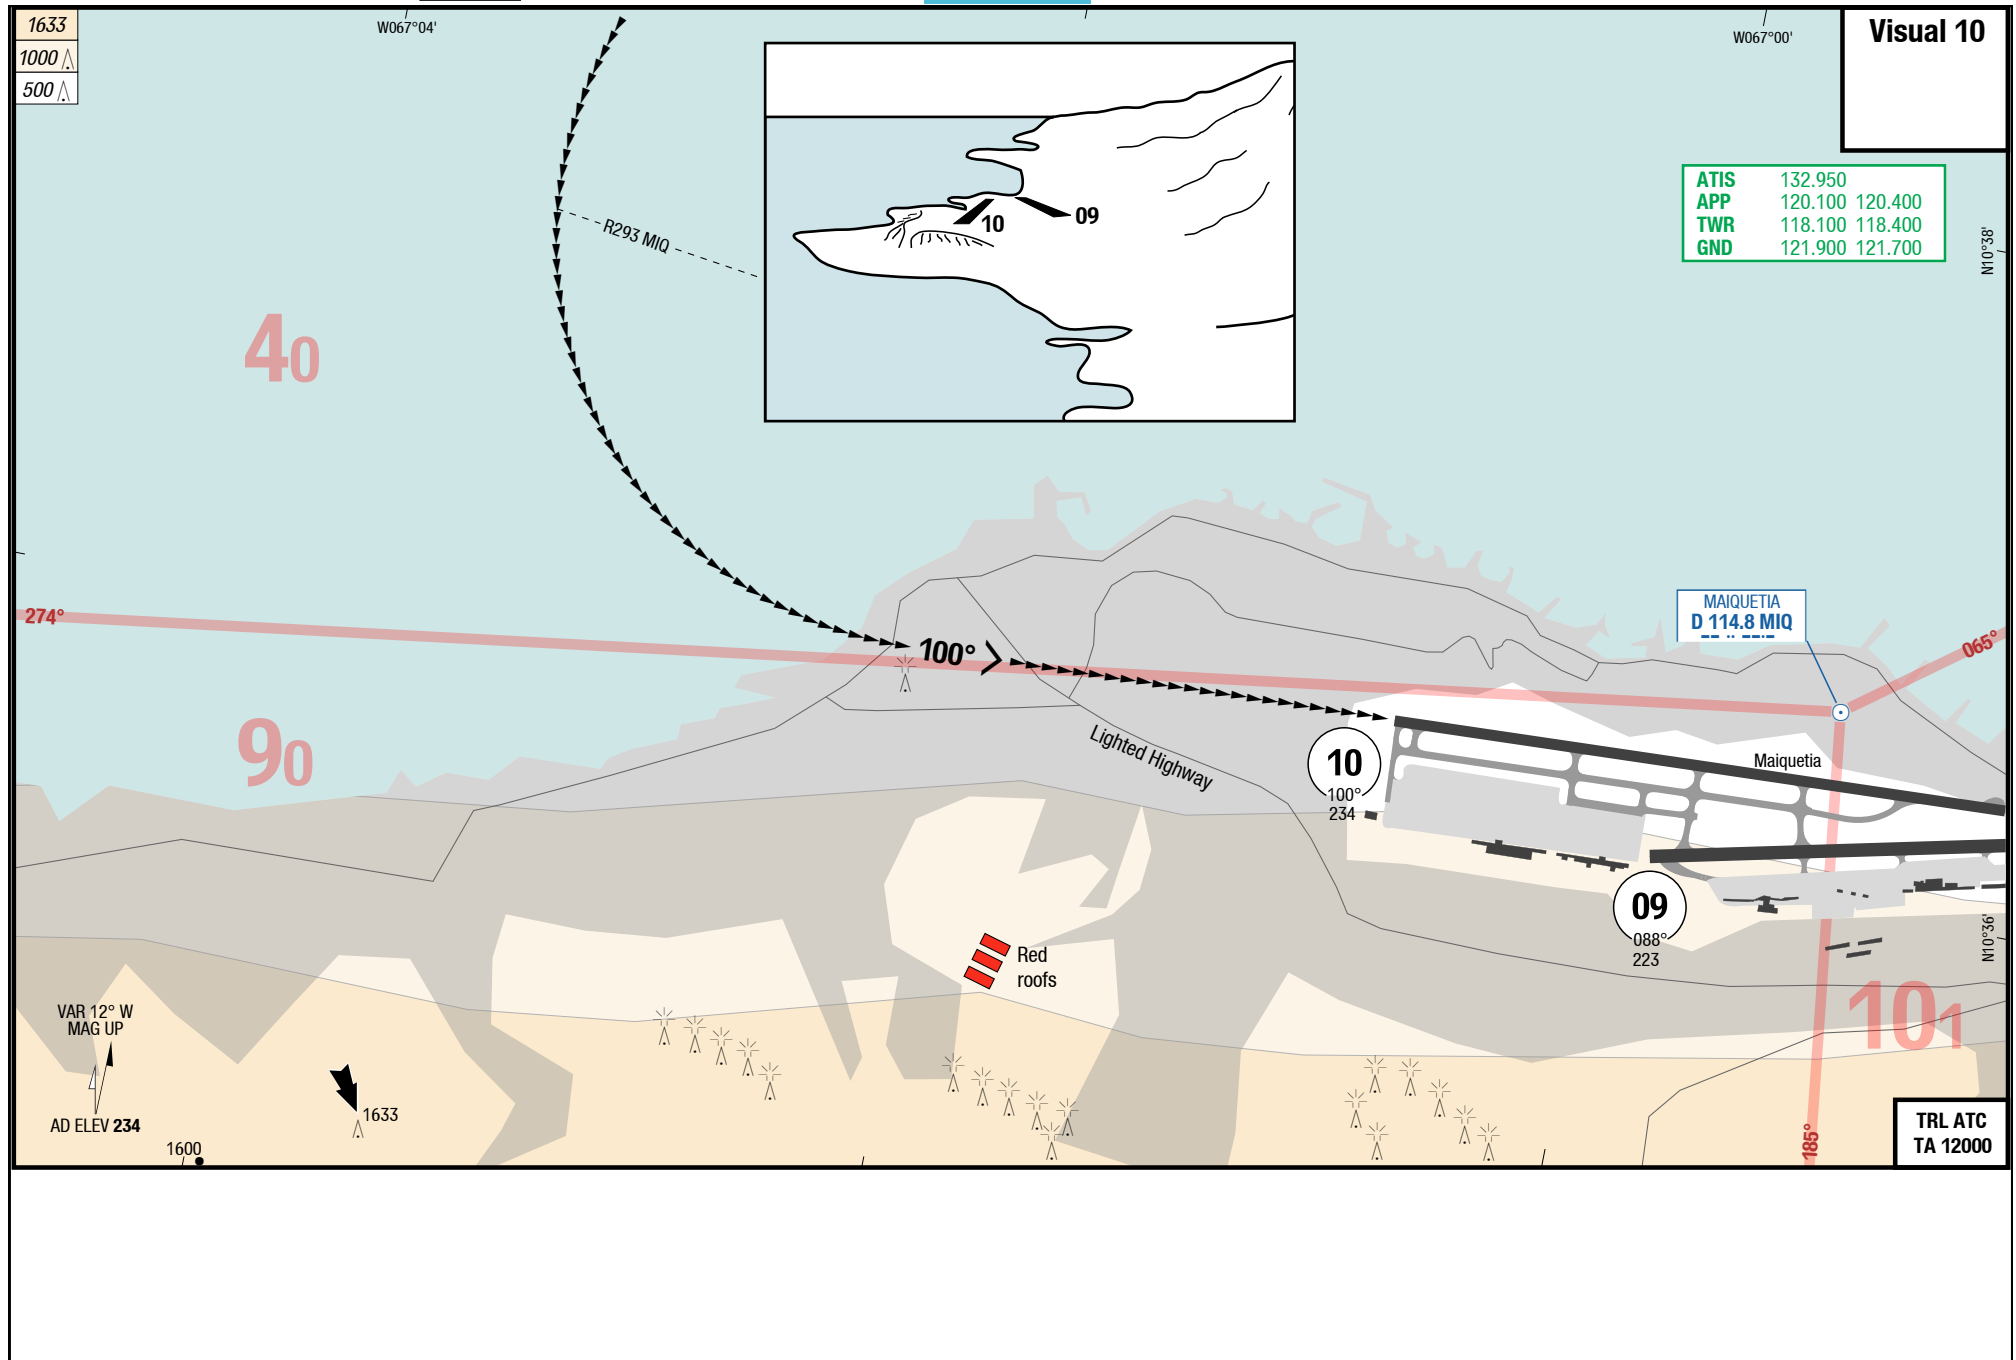 1633
1000
500
W067°04'
W067°00'
Visual 10
ATIS 132.950
APP 120.100 120.400
TWR 118.100 118.400
GND 121.900 121.700
N10°38'
R293 MIQ
10
09
40
274°
100°
MAIQUETIA
D 114.8 MIQ
065°
90
Lighted Highway
10
100°
234
Maiquetia
09
088°
223
N10°36'
Red
roofs
101
VAR 12° W
MAG UP
AD ELEV 234
1633
1600
185°
TRL ATC
TA 12000